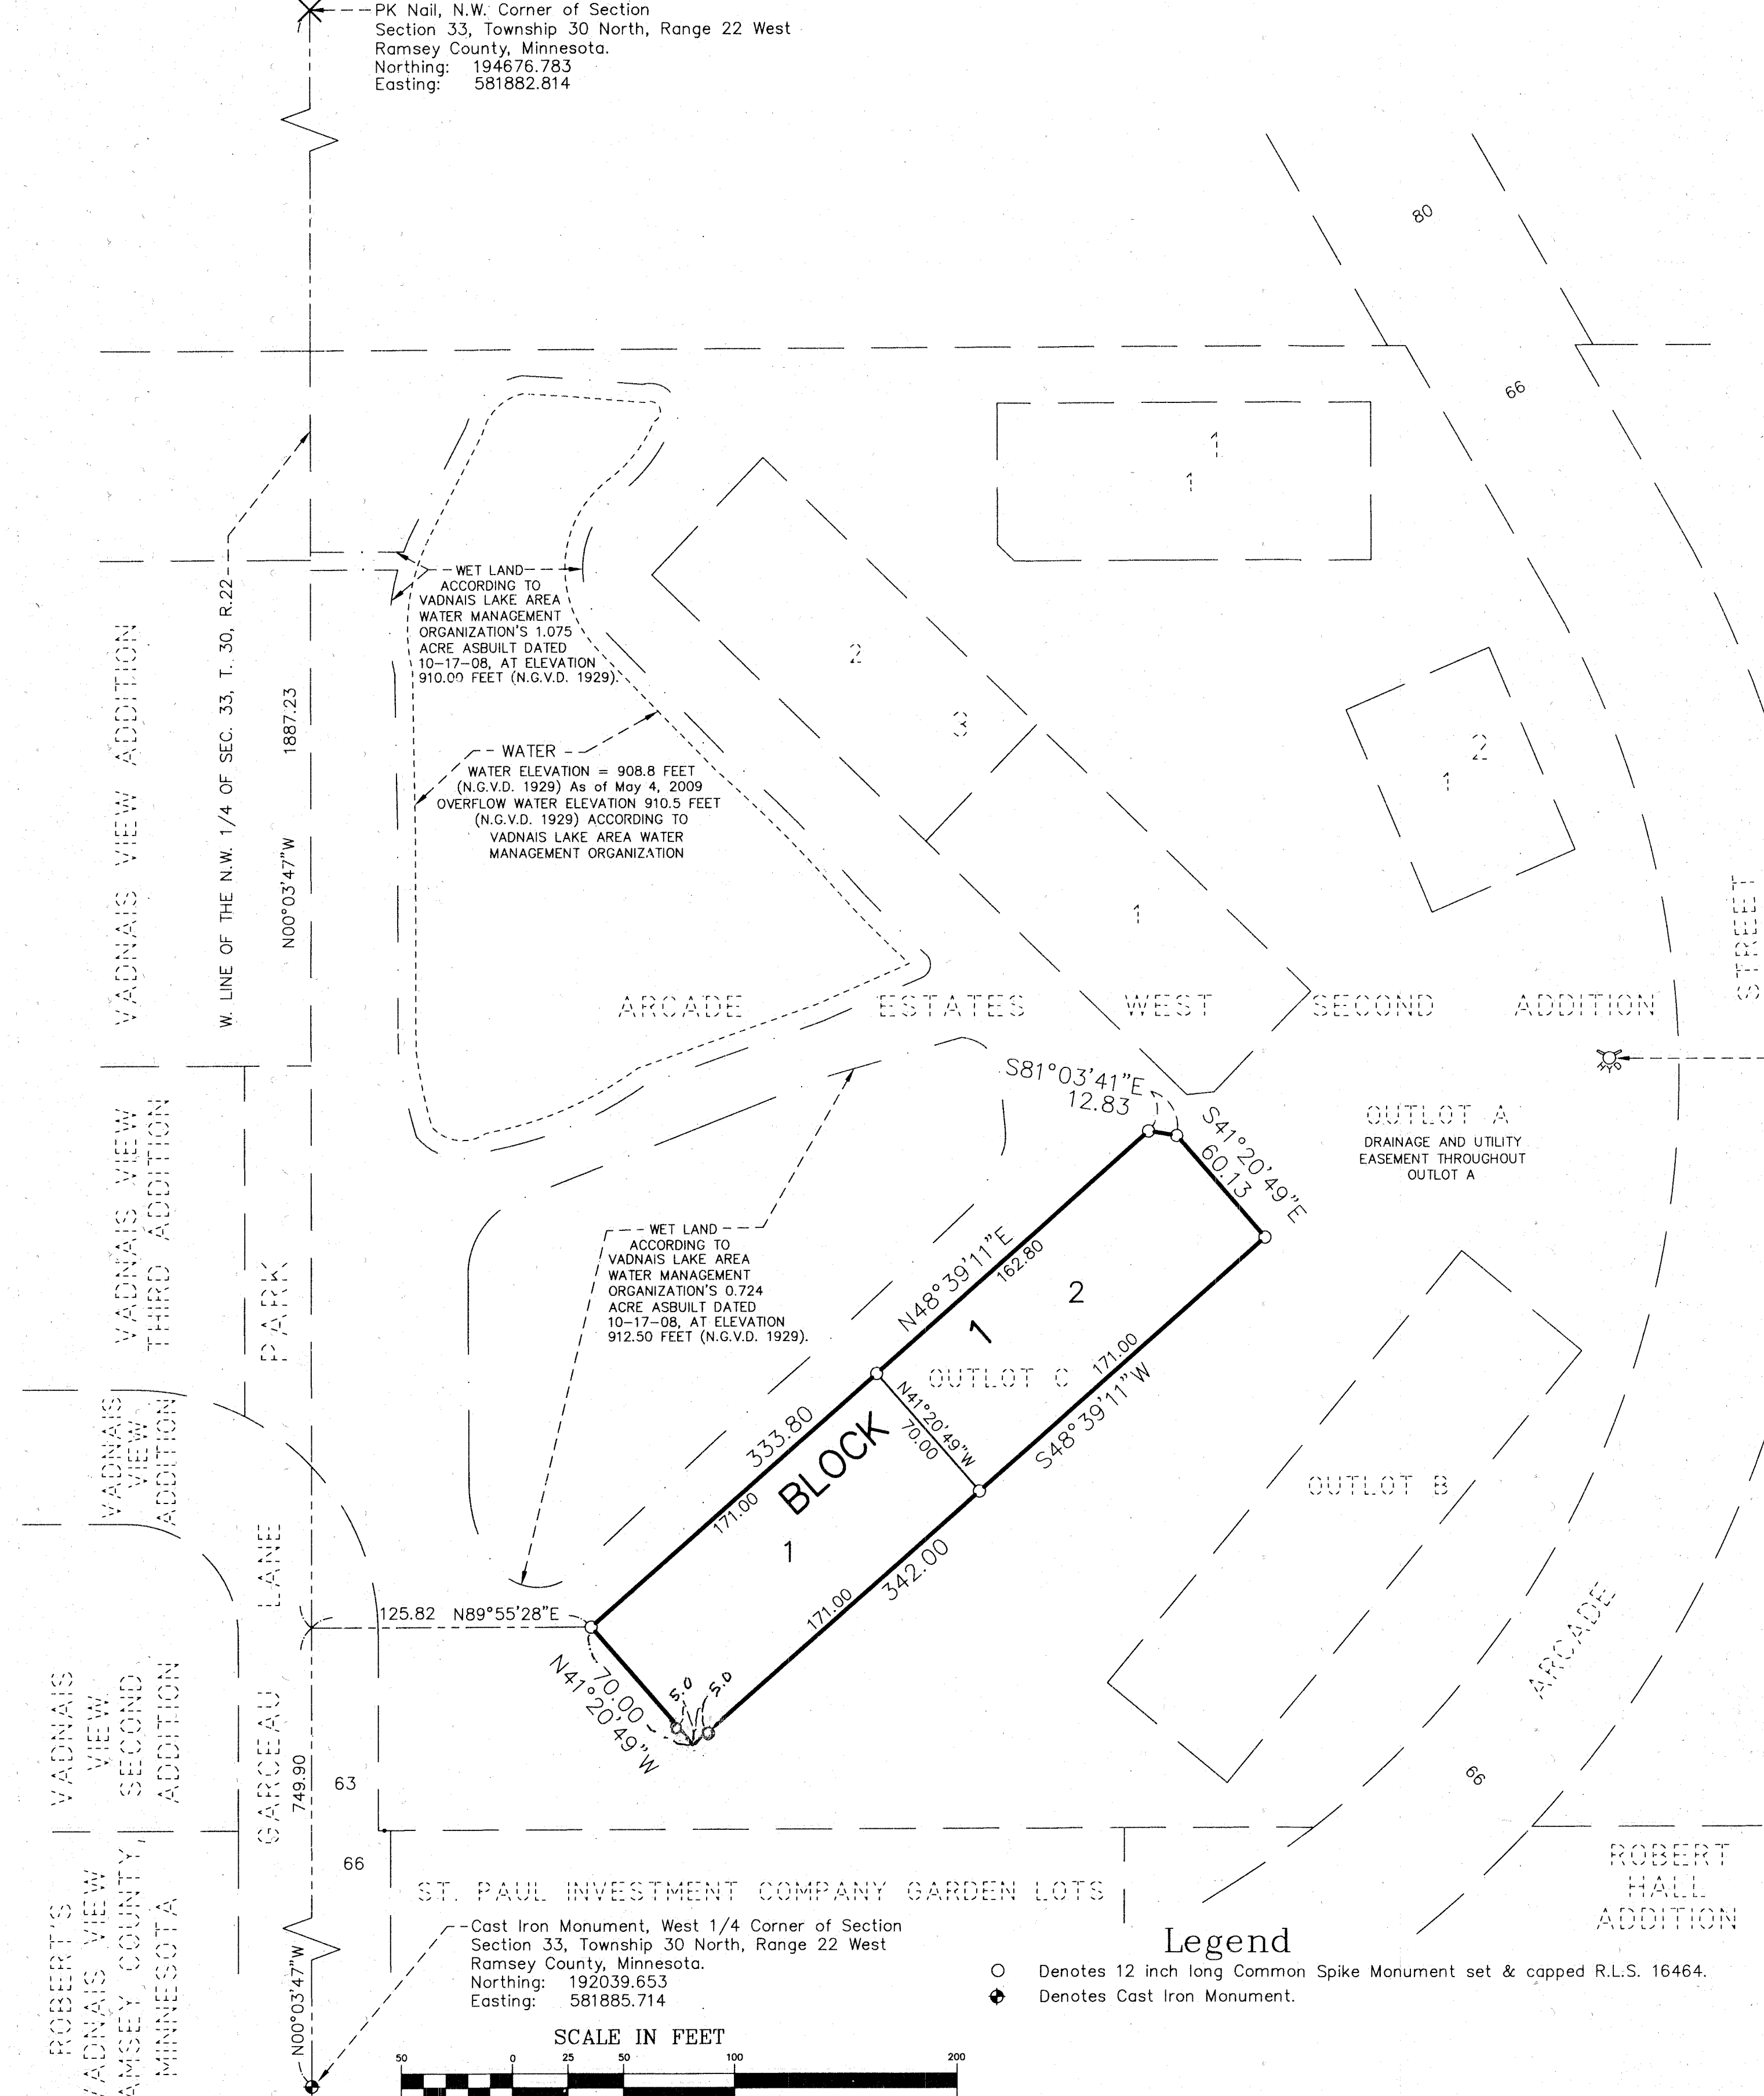 PK Nail, N.W. Corner of Section
Section 33, Township 30 North, Range 22 West
Ramsey County, Minnesota.
Northing: 194676.783
Easting: 581882.814
80
66
1
1
WET LAND
ACCORDING TO
VADNAIS LAKE AREA
WATER MANAGEMENT
ORGANIZATION'S 1.075
ACRE ASBUILT DATED
10-17-08, AT ELEVATION
910.00 FEET (N.G.V.D. 1929).
2
3
1
2
1
WATER
WATER ELEVATION = 908.8 FEET
(N.G.V.D. 1929) As of May 4, 2009
OVERFLOW WATER ELEVATION 910.5 FEET
(N.G.V.D. 1929) ACCORDING TO
VADNAIS LAKE AREA WATER
MANAGEMENT ORGANIZATION
VADNAIS VIEW ADDITION
W. LINE OF THE N.W. 1/4 OF SEC. 33, T. 30, R.22
1887.23
N00°03'47"W
ARCADE ESTATES WEST SECOND ADDITION
STREET
HYD
S81°03'41"E
12.83
S41°20'49"E
60.13
OUTLOT A
DRAINAGE AND UTILITY
EASEMENT THROUGHOUT
OUTLOT A
VADNAIS VIEW
THIRD ADDITION
PARK
WET LAND
ACCORDING TO
VADNAIS LAKE AREA
WATER MANAGEMENT
ORGANIZATION'S 0.724
ACRE ASBUILT DATED
10-17-08, AT ELEVATION
912.50 FEET (N.G.V.D. 1929).
N48°39'11"E
162.80
2
1
OUTLOT C
171.00
S48°39'11"W
N41°20'49"W
70.00
333.80
171.00
BLOCK
1
171.00
342.00
OUTLOT B
VADNAIS
VIEW
ADDITION
LANE
125.82 N89°55'28"E
70.00
N41°20'49"W
5.0
5.0
ARCADE
66
VADNAIS
VIEW
SECOND
ADDITION
GARCEAU
749.90
63
66
ST. PAUL INVESTMENT COMPANY GARDEN LOTS
ROBERT
HALL
ADDITION
ROBERT'S
VADNAIS VIEW
RAMSEY COUNTY,
MINNESOTA
N00°03'47"W
Cast Iron Monument, West 1/4 Corner of Section
Section 33, Township 30 North, Range 22 West
Ramsey County, Minnesota.
Northing: 192039.653
Easting: 581885.714
Legend
Denotes 12 inch long Common Spike Monument set & capped R.L.S. 16464.
Denotes Cast Iron Monument.
SCALE IN FEET
50 0 25 50 100 200